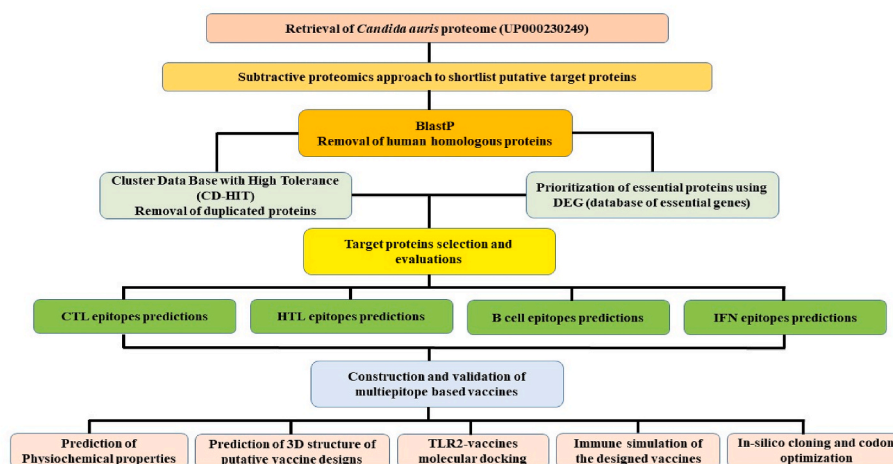 Retrieval of Candida auris proteome (UP000230249)
Subtractive proteomics approach to shortlist putative target proteins
BlastP
Removal of human homologous proteins
Cluster Data Base with High Tolerance
(CD-HIT)
Removal of duplicated proteins
Prioritization of essential proteins using
DEG (database of essential genes)
Target proteins selection and
evaluations
CTL epitopes predictions
HTL epitopes predictions
B cell epitopes predictions
IFN epitopes predictions
Construction and validation of
multiepitope based vaccines
Prediction of
Physiochemical properties
Prediction of 3D structure of
putative vaccine designs
TLR2-vaccines
molecular docking
Immune simulation of
the designed vaccines
In-silico cloning and codon
optimization